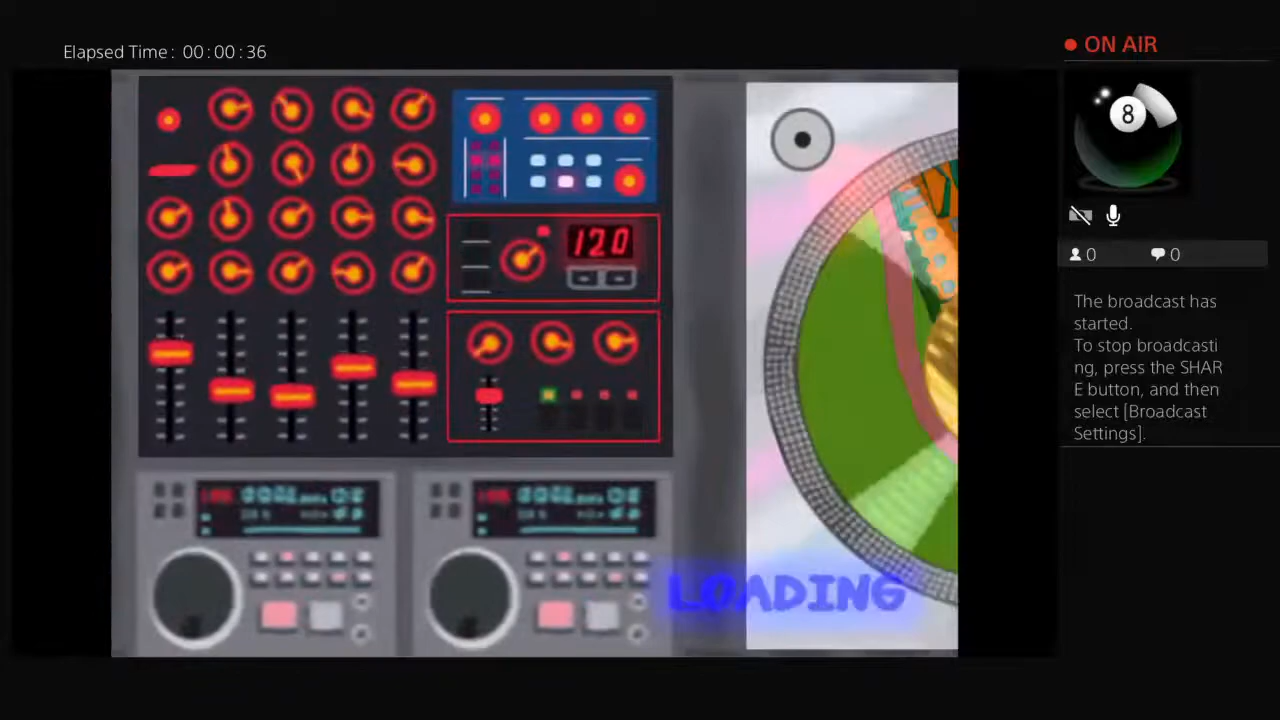 Elapsed Time: 00:00:36
ON AIR
8
120
0 0
The broadcast has
started.
To stop broadcasti
ng, press the SHAR
E button, and then
select [Broadcast
Settings].
LOADING